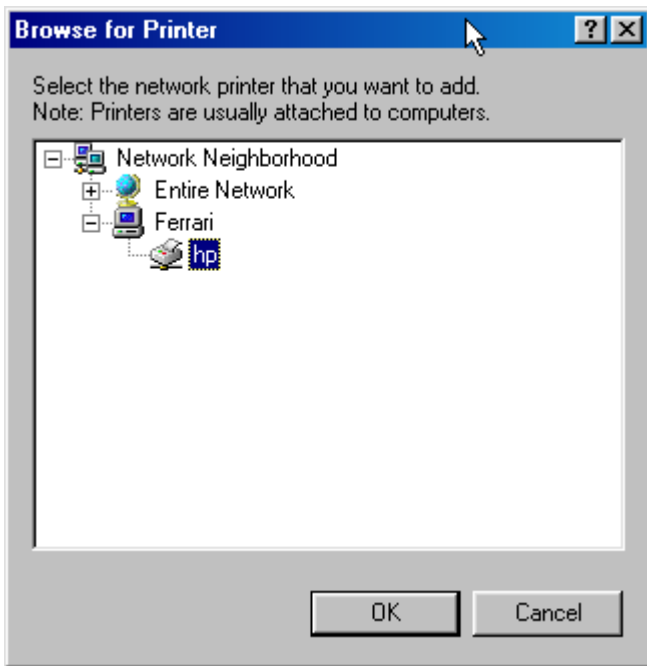 Browse for Printer
Select the network printer that you want to add.
Note: Printers are usually attached to computers.
Network Neighborhood
Entire Network
Ferrari
hp
OK Cancel